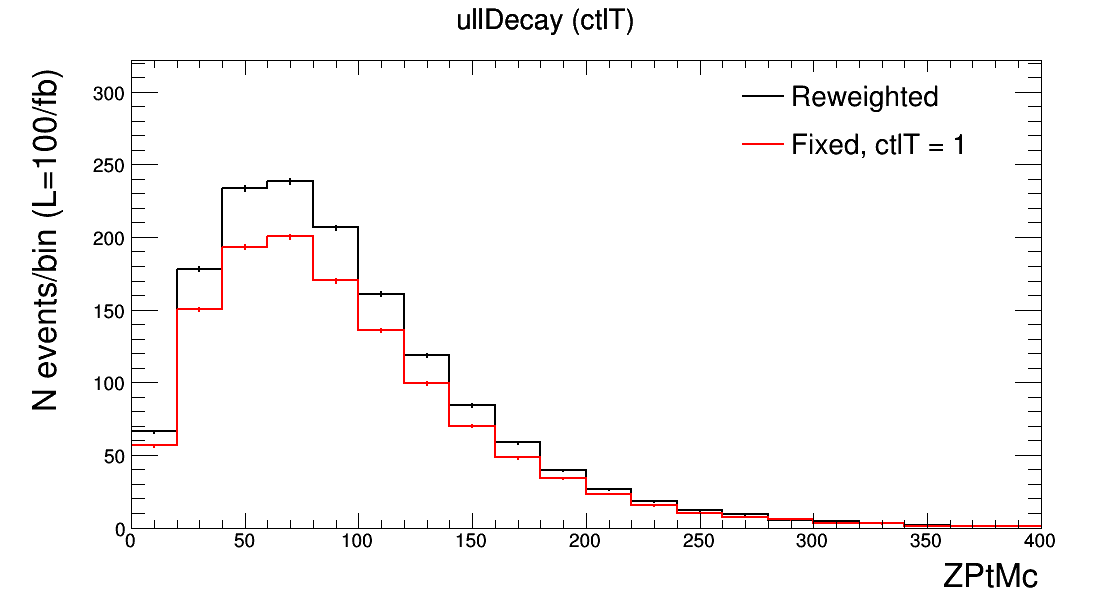 ullDecay (ctlT)
N events/bin (L=100/fb)
300
250
200
150
100
50
0
Reweighted
Fixed, ctlT = 1
0 50 100 150 200 250 300 350 400
ZPtMc